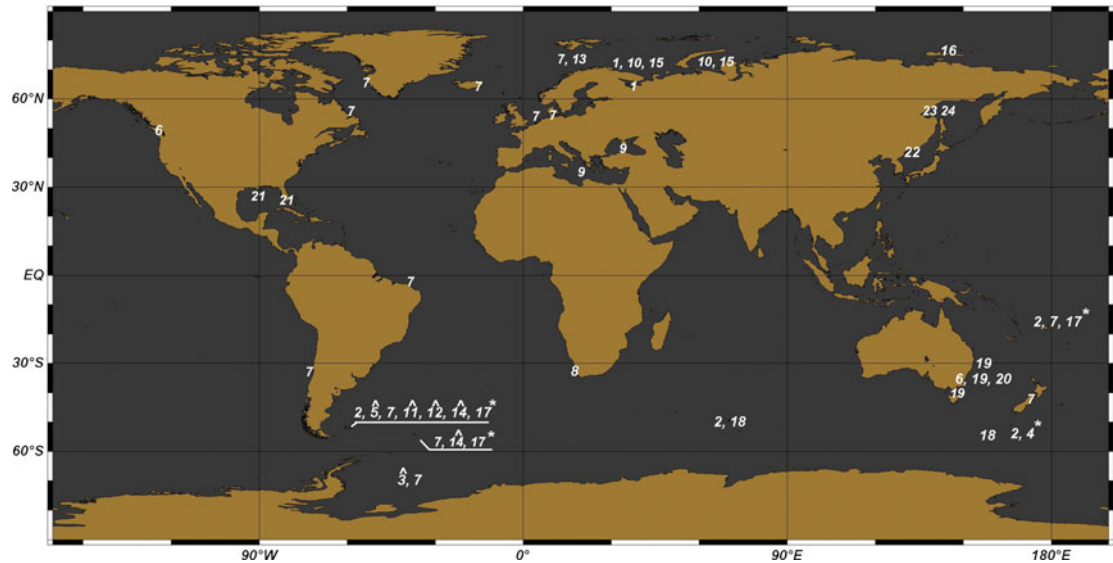 16
7, 13
1, 10, 15
10, 15
7
7
1
60°N
7
7
7
23 24
6
9
22
9
30°N
21
21
EQ
7
2, 7, 17*
30°S
7
8
19
6, 19, 20
19
7
2, 5^, 7, 11^, 12^, 14^, 17*
2, 18
18
2, 4*
7, 14^, 17*
60°S
3^, 7
90°W
0°
90°E
180°E